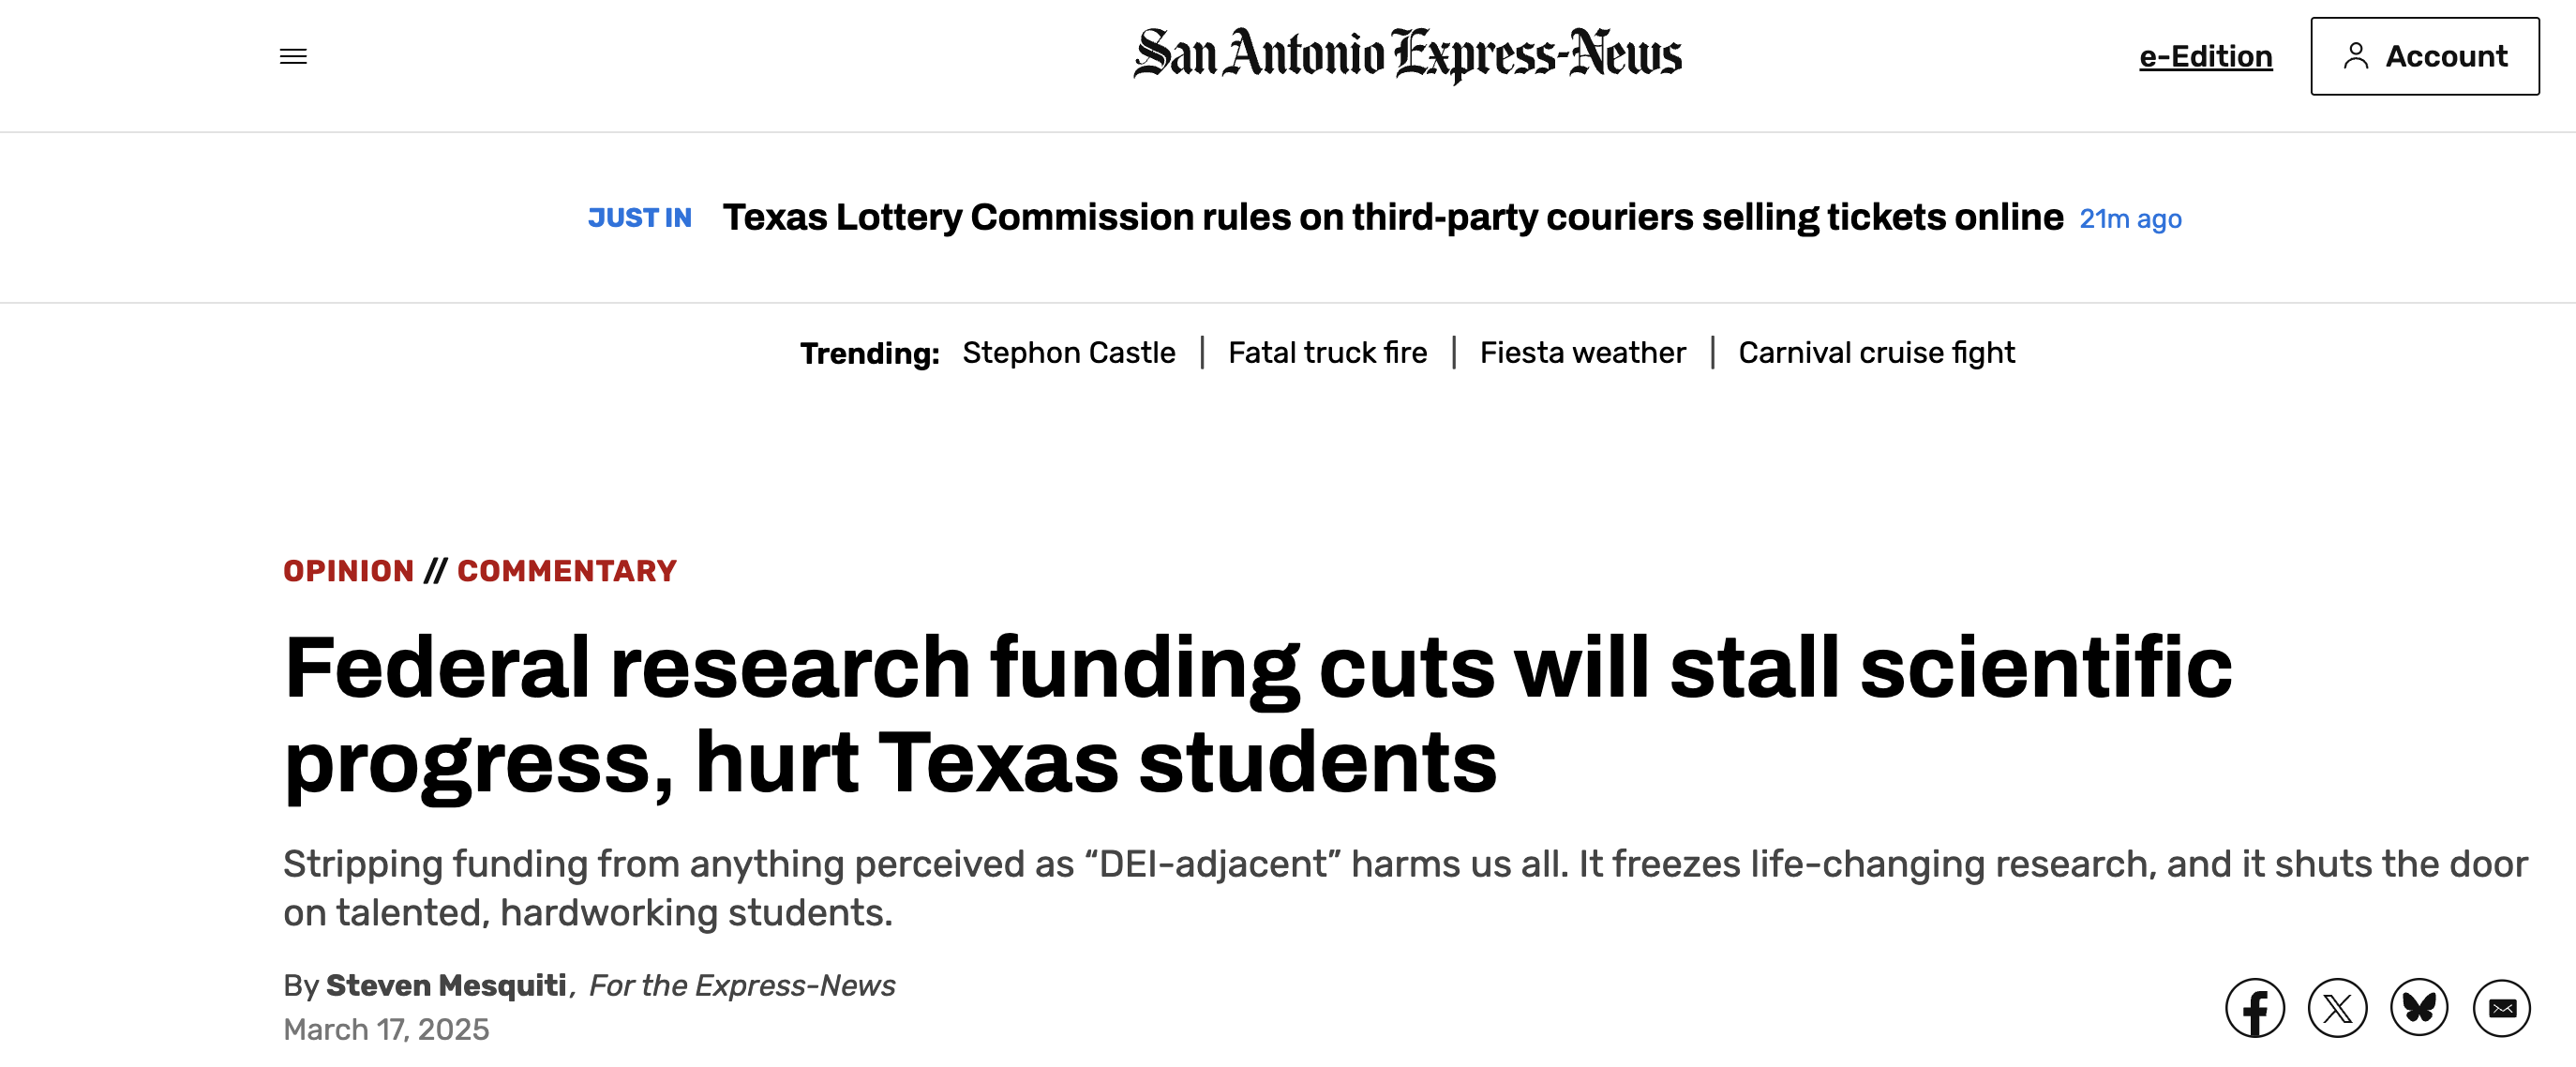 San Antonio Express-News
e-Edition
Account
JUST IN Texas Lottery Commission rules on third-party couriers selling tickets online 21m ago
Trending: Stephon Castle | Fatal truck fire | Fiesta weather | Carnival cruise fight
OPINION // COMMENTARY
Federal research funding cuts will stall scientific
progress, hurt Texas students
Stripping funding from anything perceived as “DEI-adjacent” harms us all. It freezes life-changing research, and it shuts the door
on talented, hardworking students.
By Steven Mesquiti, For the Express-News
March 17, 2025